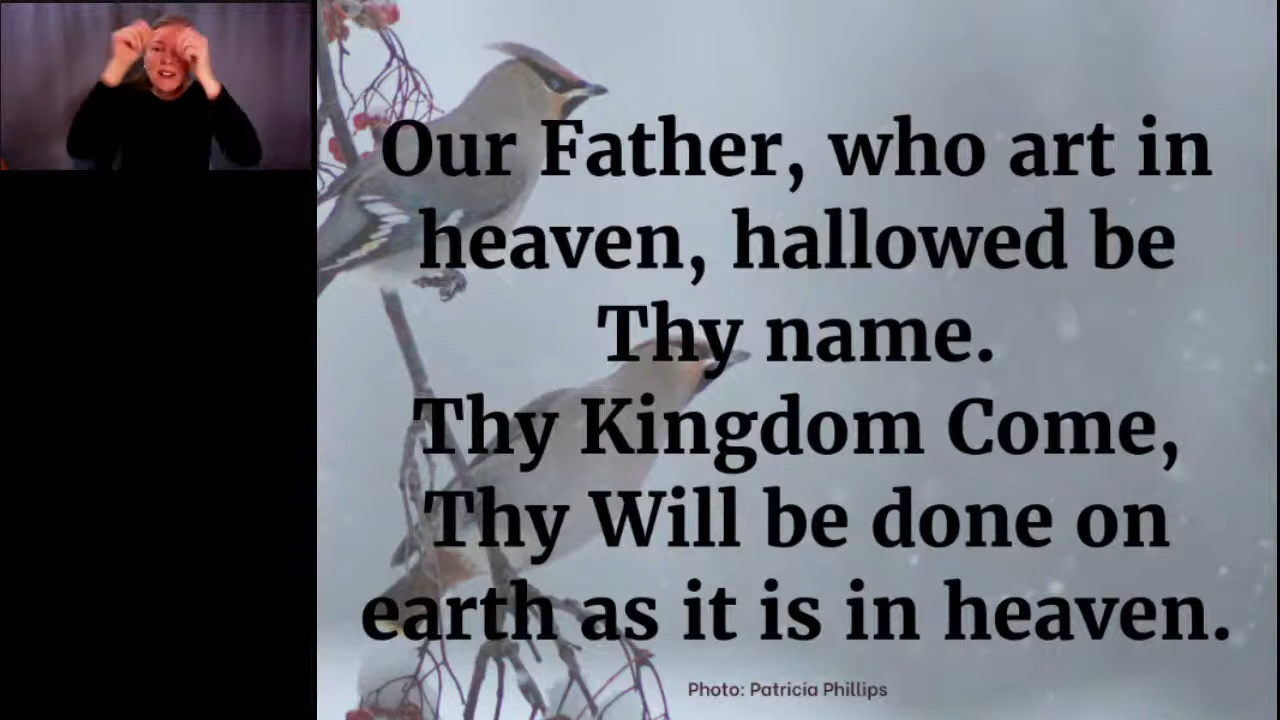 Our Father, who art in
heaven, hallowed be
Thy name.
Thy Kingdom Come,
Thy Will be done on
earth as it is in heaven.
Photo: Patricia Phillips